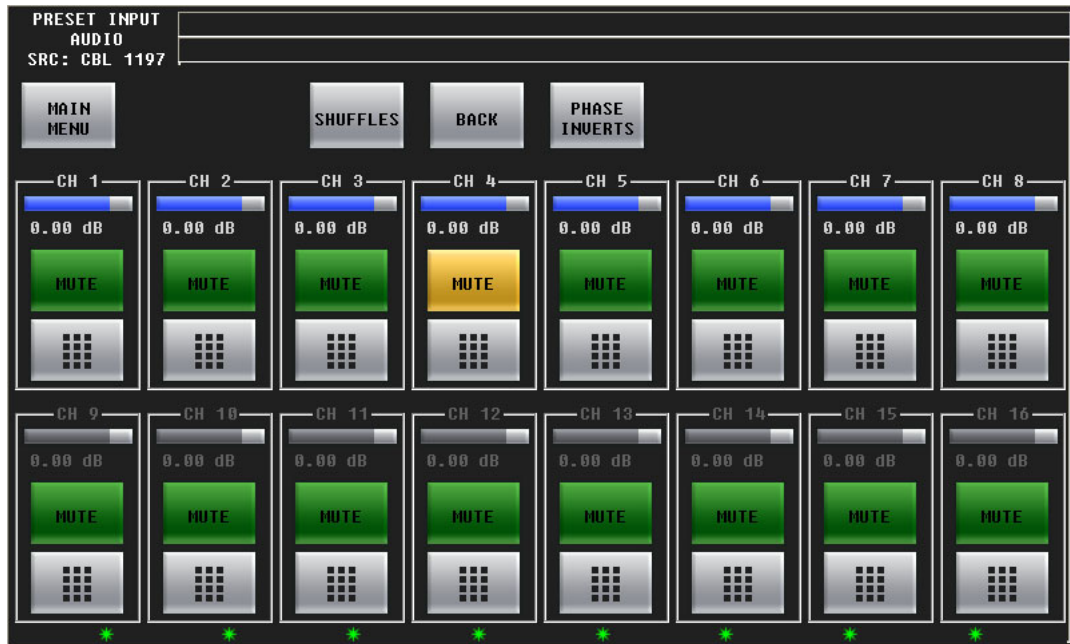 PRESET INPUT
AUDIO
SRC: CBL 1197
MAIN
MENU
SHUFFLES
BACK
PHASE
INVERTS
CH 1 CH 2 CH 3 CH 4 CH 5 CH 6 CH 7 CH 8
0.00 dB 0.00 dB 0.00 dB 0.00 dB 0.00 dB 0.00 dB 0.00 dB 0.00 dB
MUTE MUTE MUTE MUTE MUTE MUTE MUTE MUTE
CH 9 CH 10 CH 11 CH 12 CH 13 CH 14 CH 15 CH 16
0.00 dB 0.00 dB 0.00 dB 0.00 dB 0.00 dB 0.00 dB 0.00 dB 0.00 dB
MUTE MUTE MUTE MUTE MUTE MUTE MUTE MUTE